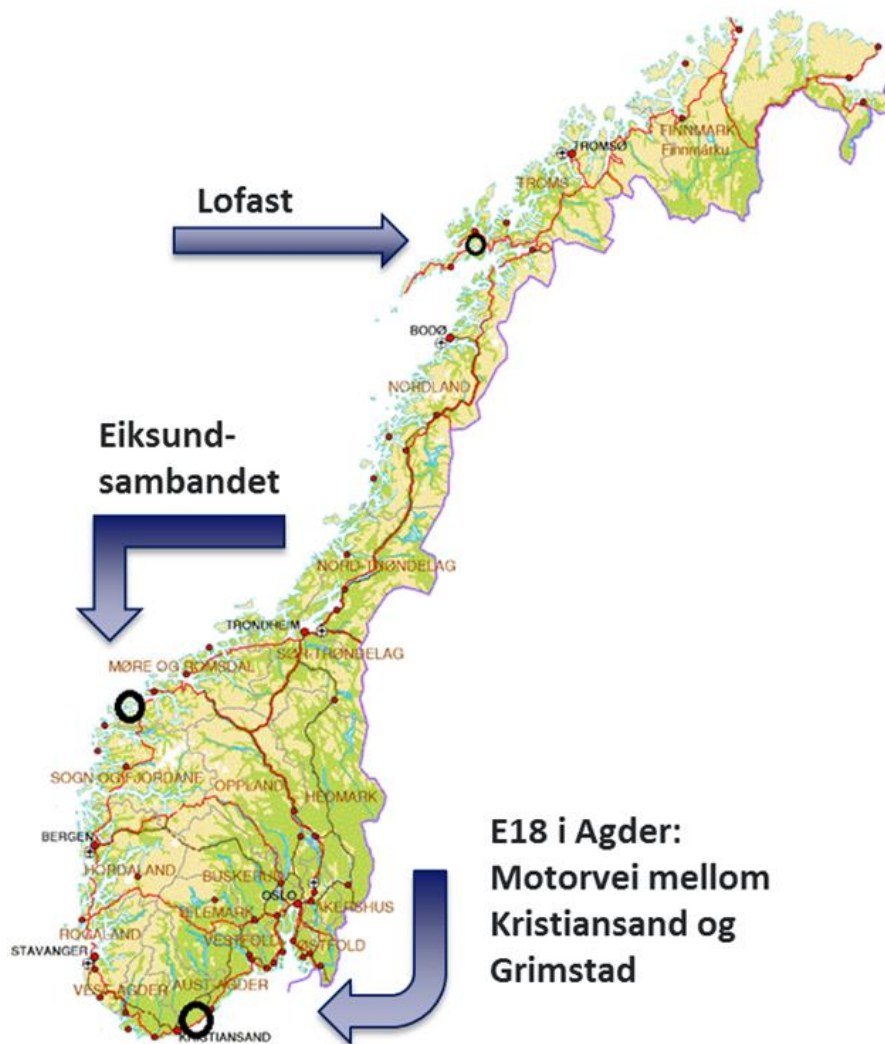 FINNMARK
Finnmárku
TROMSØ
TROMS
Lofast
BODØ
NORDLAND
Eiksund-
sambandet
NORD-TRØNDELAG
TRONDHEIM
SØR-TRØNDELAG
MØRE OG ROMSDAL
SOGN OG FJORDANE
OPPLAND
HEDMARK
BERGEN
HORDALAND
BUSKERUD
OSLO
AKERSHUS
TELEMARK
VESTFOLD
ØSTFOLD
ROGALAND
STAVANGER
VEST-AGDER
AUST-AGDER
KRISTIANSAND
E18 i Agder:
Motorvei mellom
Kristiansand og
Grimstad